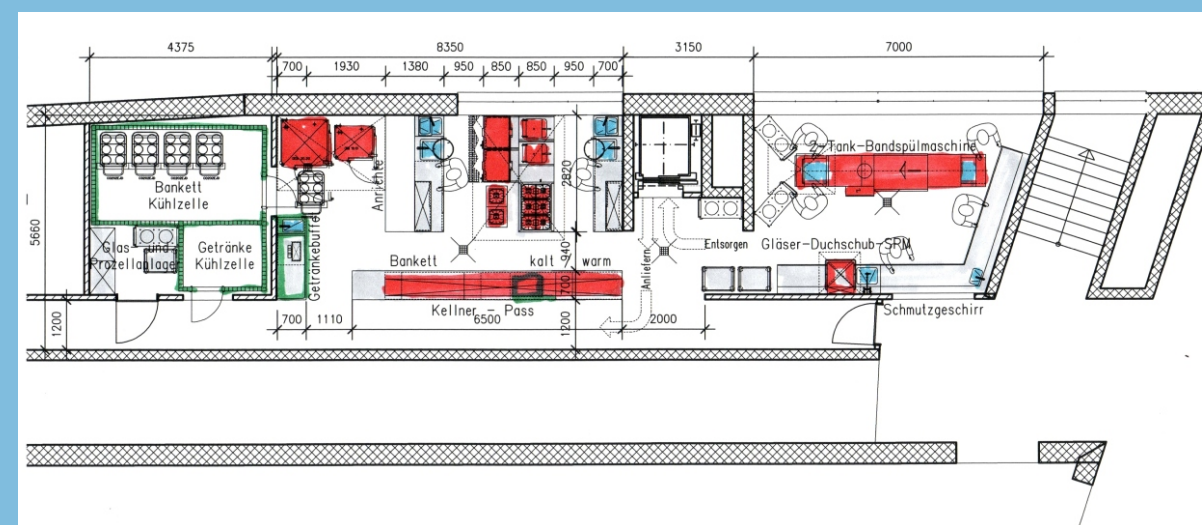 4375
8350
3150
7000
700
1930
1380
950
850
850
950
700
2-Tank-Bandspülmaschine
Bankett
Kühlzelle
Anrichte
2820
5660
Glas- und
Prozellanlage
Getränke
Kühlzelle
Getränkebuffet
Entsorgen
Gläser-Duchschub-SPM
940
Anliefern
Bankett kalt warm
700
Kellner - Pass
Schmutzgeschirr
1200
700
1110
6500
1200
2000